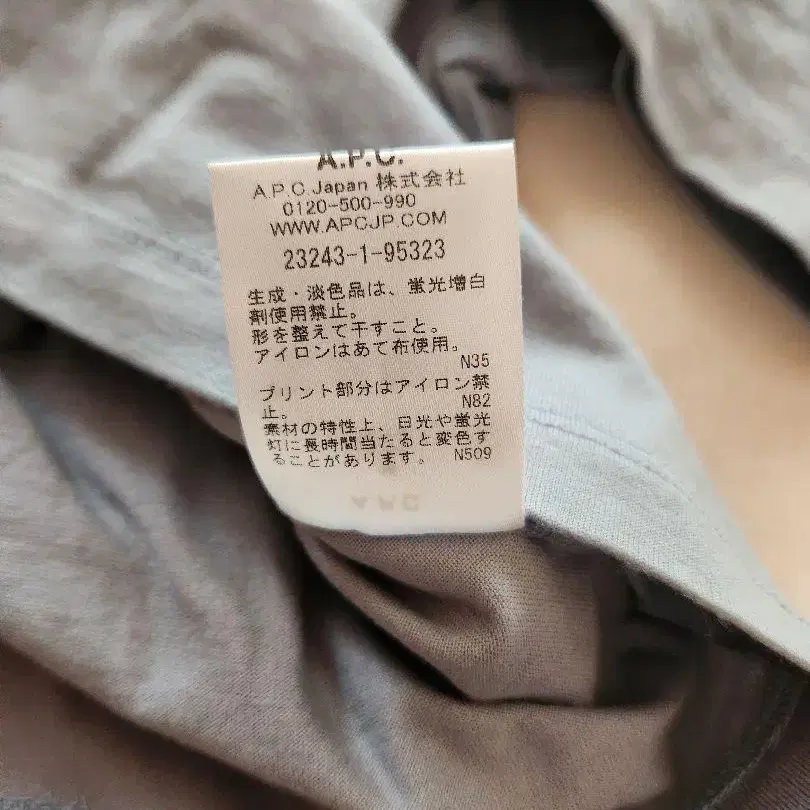 A.P.C.
A.P.C.Japan 株式会社
0120-500-990
WWW.APCJP.COM
23243-1-95323
生成・淡色品は、蛍光増白
剤使用禁止。
形を整えて干すこと。
アイロンはあて布使用。
N35
プリント部分はアイロン禁
止。 N82
素材の特性上、日光や蛍光
灯に長時間当たると変色す
ることがあります。 N509